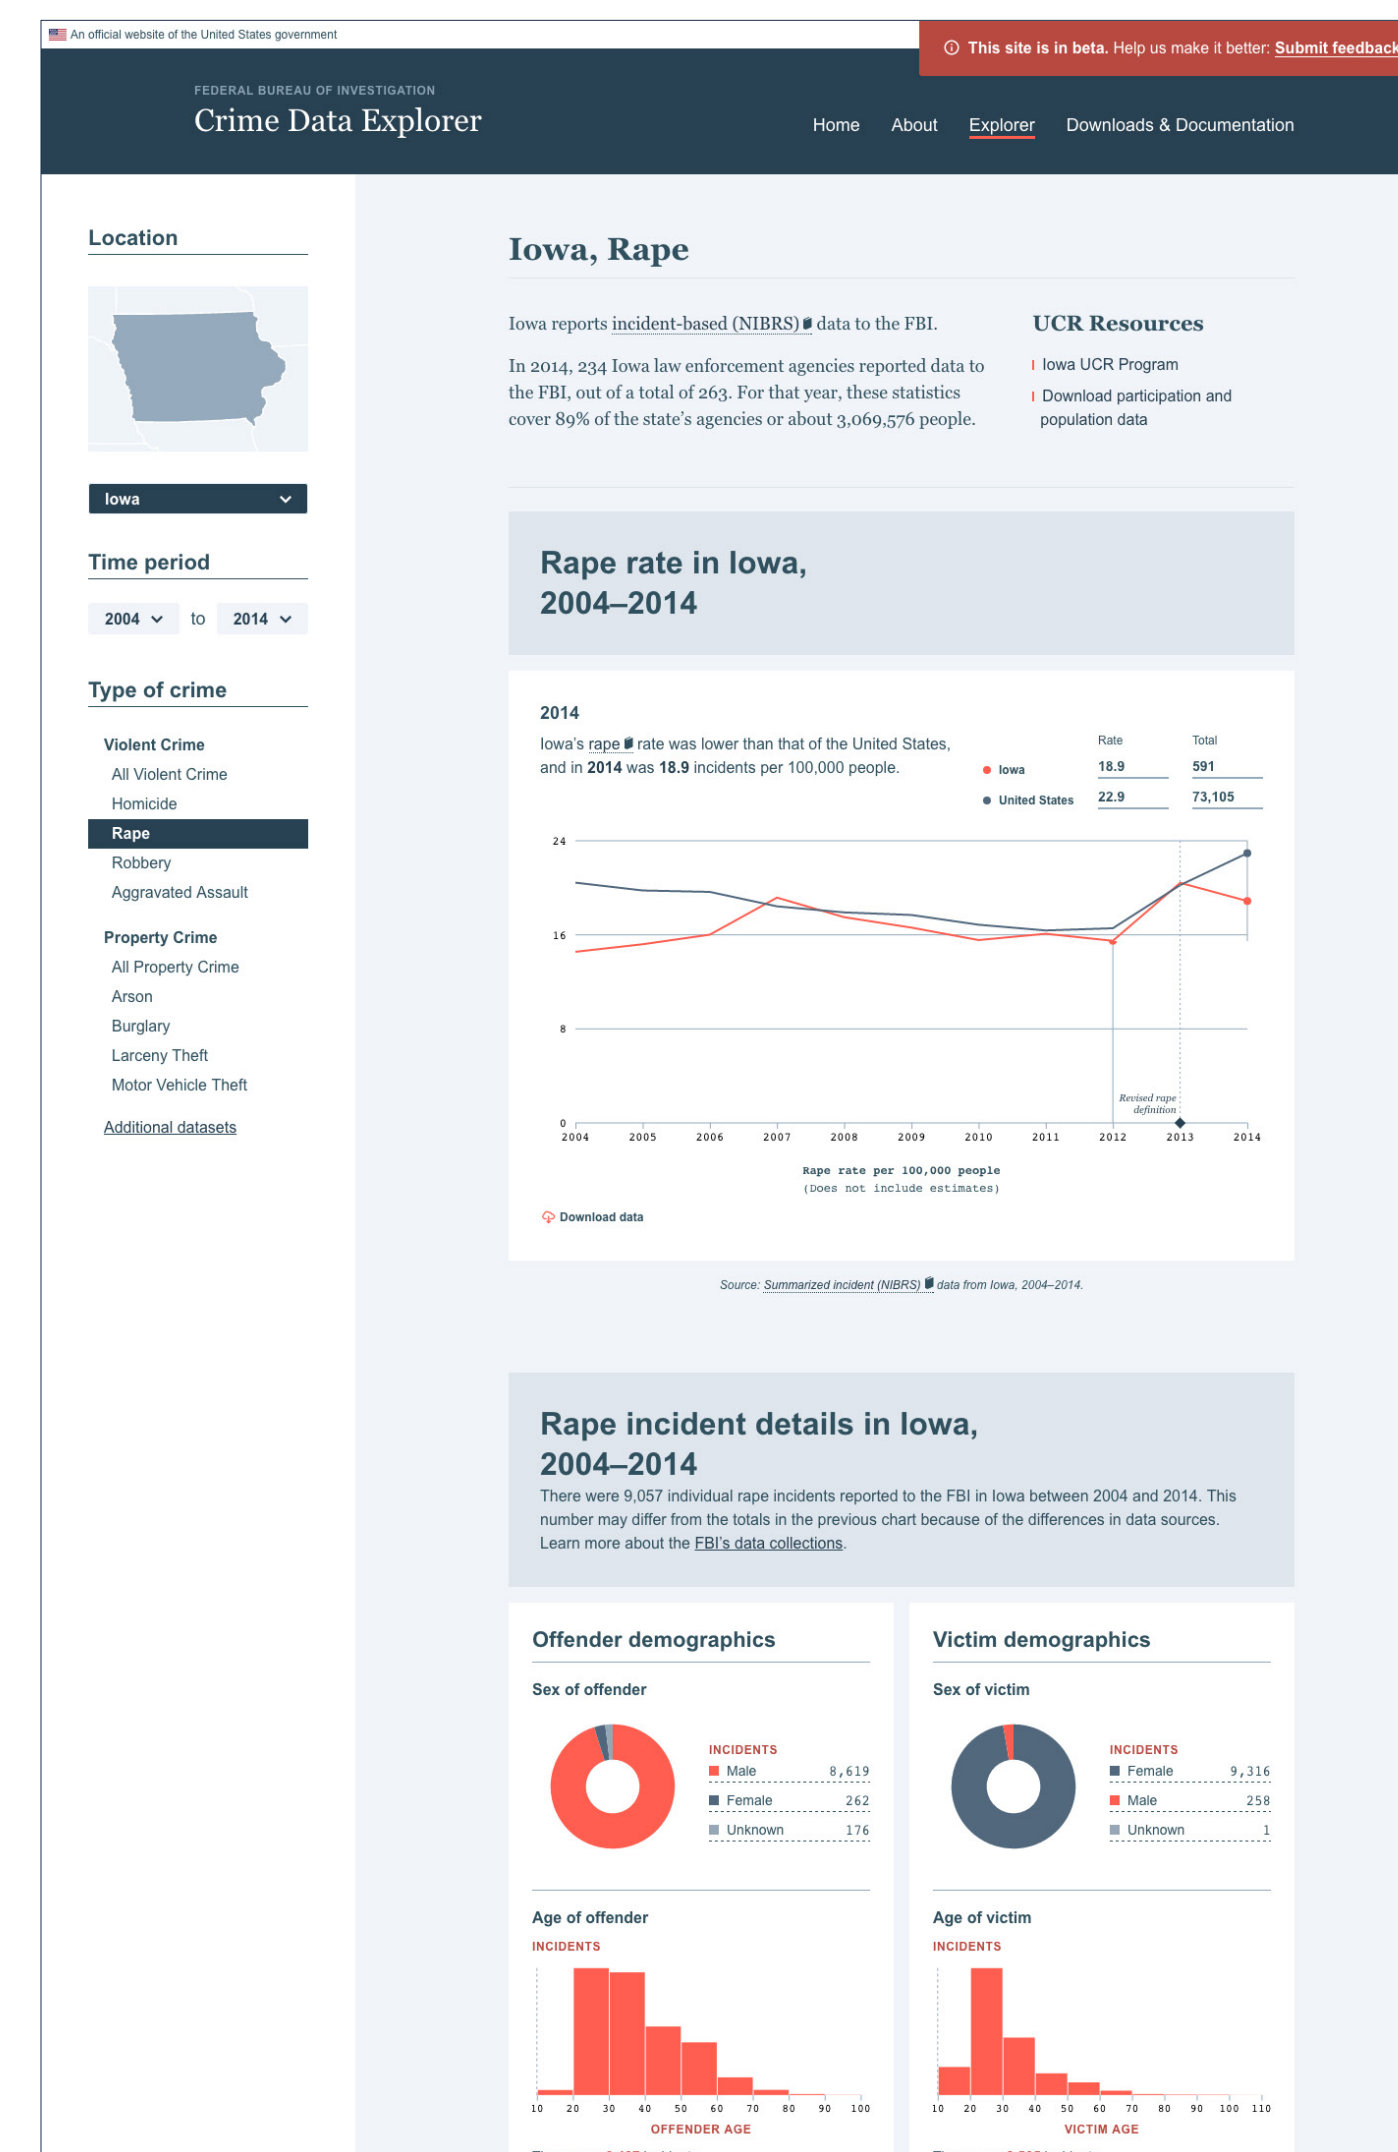 An official website of the United States government
This site is in beta. Help us make it better: Submit feedback
FEDERAL BUREAU OF INVESTIGATION
Crime Data Explorer
Home About Explorer Downloads & Documentation
Location
Iowa
Time period
2004 to 2014
Type of crime
Violent Crime
All Violent Crime
Homicide
Rape
Robbery
Aggravated Assault
Property Crime
All Property Crime
Arson
Burglary
Larceny Theft
Motor Vehicle Theft
Additional datasets
Iowa, Rape
Iowa reports incident-based (NIBRS) data to the FBI.
In 2014, 234 Iowa law enforcement agencies reported data to
the FBI, out of a total of 263. For that year, these statistics
cover 89% of the state’s agencies or about 3,069,576 people.
UCR Resources
Iowa UCR Program
Download participation and
population data
Rape rate in Iowa,
2004–2014
2014
Iowa’s rape rate was lower than that of the United States,
and in 2014 was 18.9 incidents per 100,000 people.
Rate Total
Iowa 18.9 591
United States 22.9 73,105
24
16
8
0
Revised rape
definition
2004 2005 2006 2007 2008 2009 2010 2011 2012 2013 2014
Rape rate per 100,000 people
(Does not include estimates)
Download data
Source: Summarized incident (NIBRS) data from Iowa, 2004–2014.
Rape incident details in Iowa,
2004–2014
There were 9,057 individual rape incidents reported to the FBI in Iowa between 2004 and 2014. This
number may differ from the totals in the previous chart because of the differences in data sources.
Learn more about the FBI’s data collections.
Offender demographics
Sex of offender
INCIDENTS
Male 8,619
Female 262
Unknown 176
Age of offender
INCIDENTS
10 20 30 40 50 60 70 80 90 100
OFFENDER AGE
Victim demographics
Sex of victim
INCIDENTS
Female 9,316
Male 258
Unknown 1
Age of victim
INCIDENTS
10 20 30 40 50 60 70 80 90 100 110
VICTIM AGE